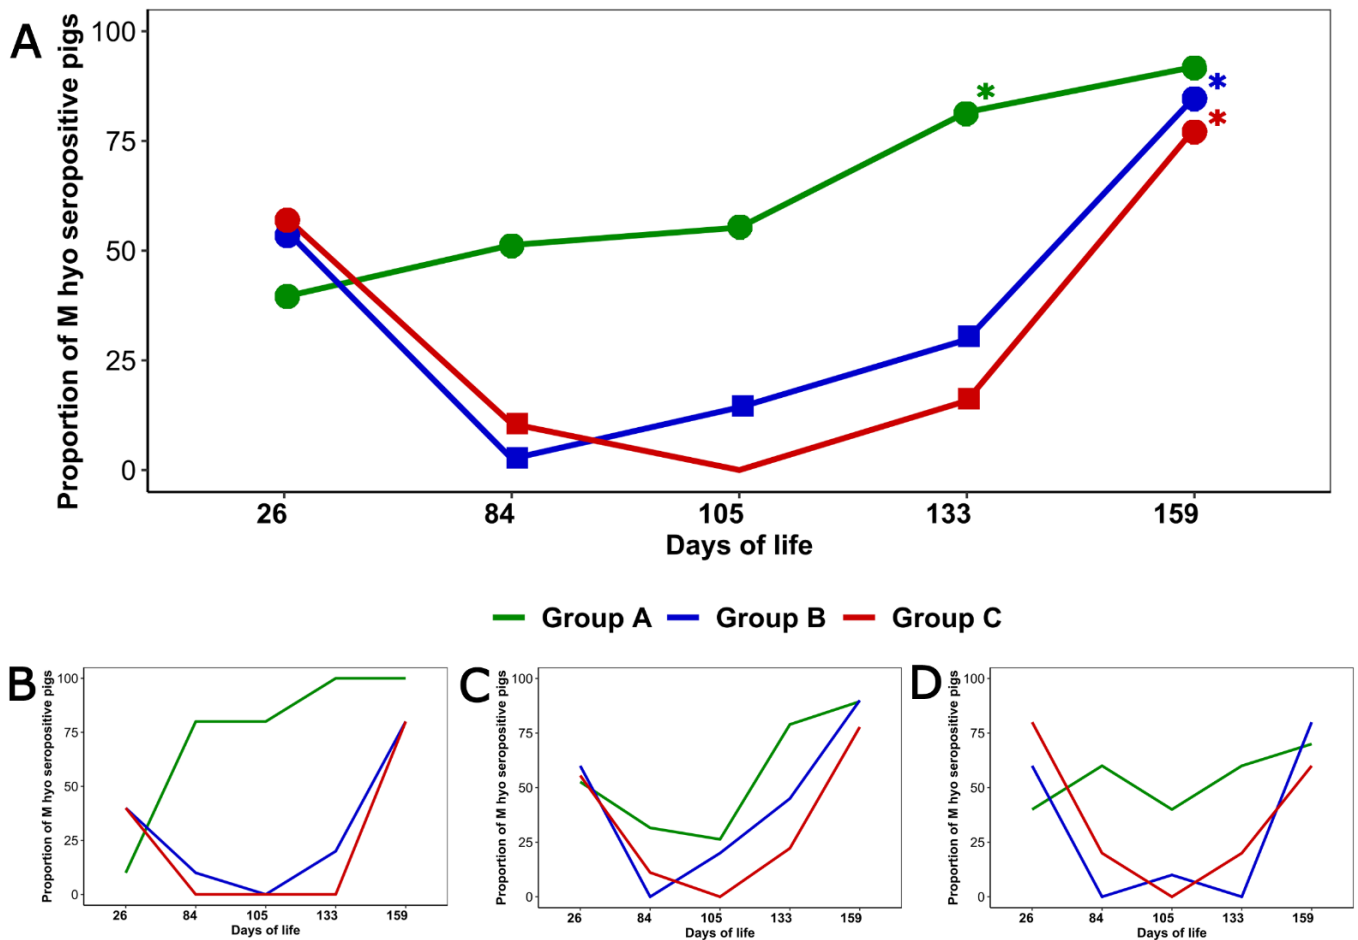 A
Proportion of M hyo seropositive pigs
100
75
50
25
0
*
*
*
26 84 105 133 159
Days of life
Group A Group B Group C
B
Proportion of M hyo seropositive pigs
100
75
50
25
0
26 84 105 133 159
Days of life
C
Proportion of M hyo seropositive pigs
100
75
50
25
0
26 84 105 133 159
Days of life
D
Proportion of M hyo seropositive pigs
100
75
50
25
0
26 84 105 133 159
Days of life